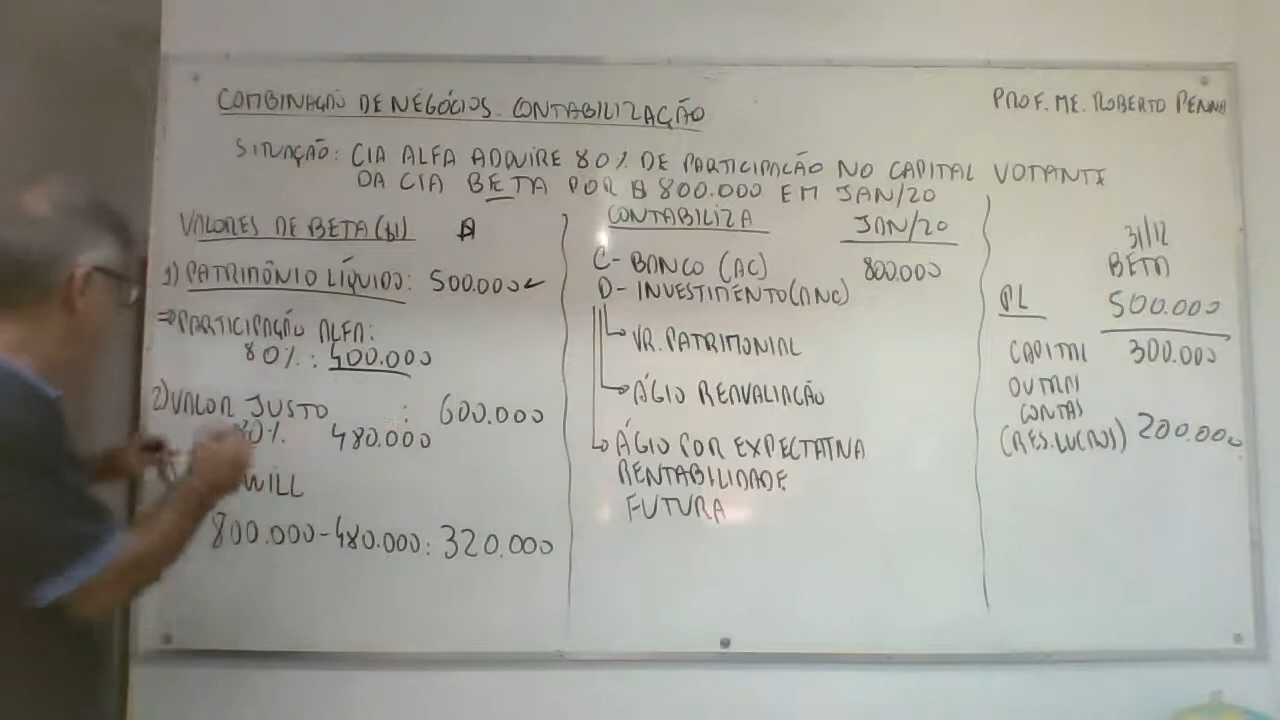 COMBINAÇÃO DE NEGÓCIOS. CONTABILIZAÇÃO
PROF. ME. ROBERTO PENNA
SITUAÇÃO: CIA ALFA ADQUIRE 80% DE PARTICIPAÇÃO NO CAPITAL VOTANTE
DA CIA BETA POR $ 800.000 EM JAN/20
VALORES DE BETA
1) PATRIMÔNIO LÍQUIDO: 500.000
⇒PARTICIPAÇÃO ALFA:
80%: 400.000
2) VALOR JUSTO : 600.000
80% 480.000
WILL
800.000-480.000: 320.000
CONTABILIZA JAN/20
C- BANCO (AC) 800.000
D- INVESTIMENTO (ANC)
VR. PATRIMONIAL
ÁGIO REAVALIAÇÃO
ÁGIO POR EXPECTATIVA
RENTABILIDADE
FUTURA
31/12
BETA
PL 500.000
CAPITAL 300.000
OUTRAS
CONTAS
(RES.LUCROS) 200.000